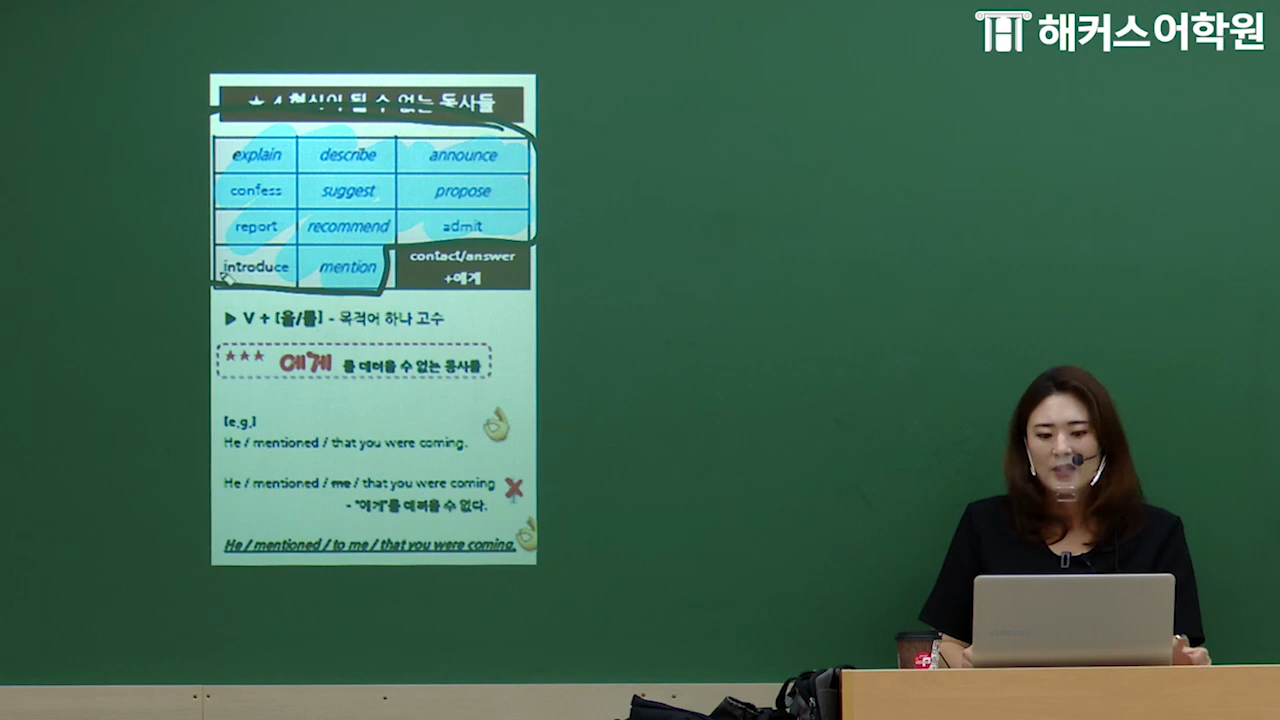 해커스어학원
★ 4형식이 될 수 없는 동사들
explain describe announce
confess suggest propose
report recommend admit
introduce mention contact/answer
+에게
▶ V + [을/를] - 목적어 하나 고수
★★★ 에게 를 데려올 수 없는 동사들
[e.g.]
He / mentioned / that you were coming.
He / mentioned / me / that you were coming
- "에게"를 데려올 수 없다.
He / mentioned / to me / that you were coming.